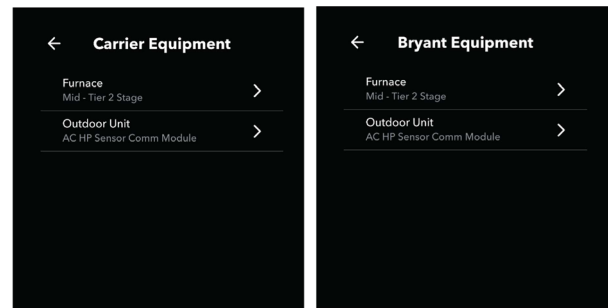 Carrier Equipment
Furnace
Mid - Tier 2 Stage
Outdoor Unit
AC HP Sensor Comm Module
Bryant Equipment
Furnace
Mid - Tier 2 Stage
Outdoor Unit
AC HP Sensor Comm Module